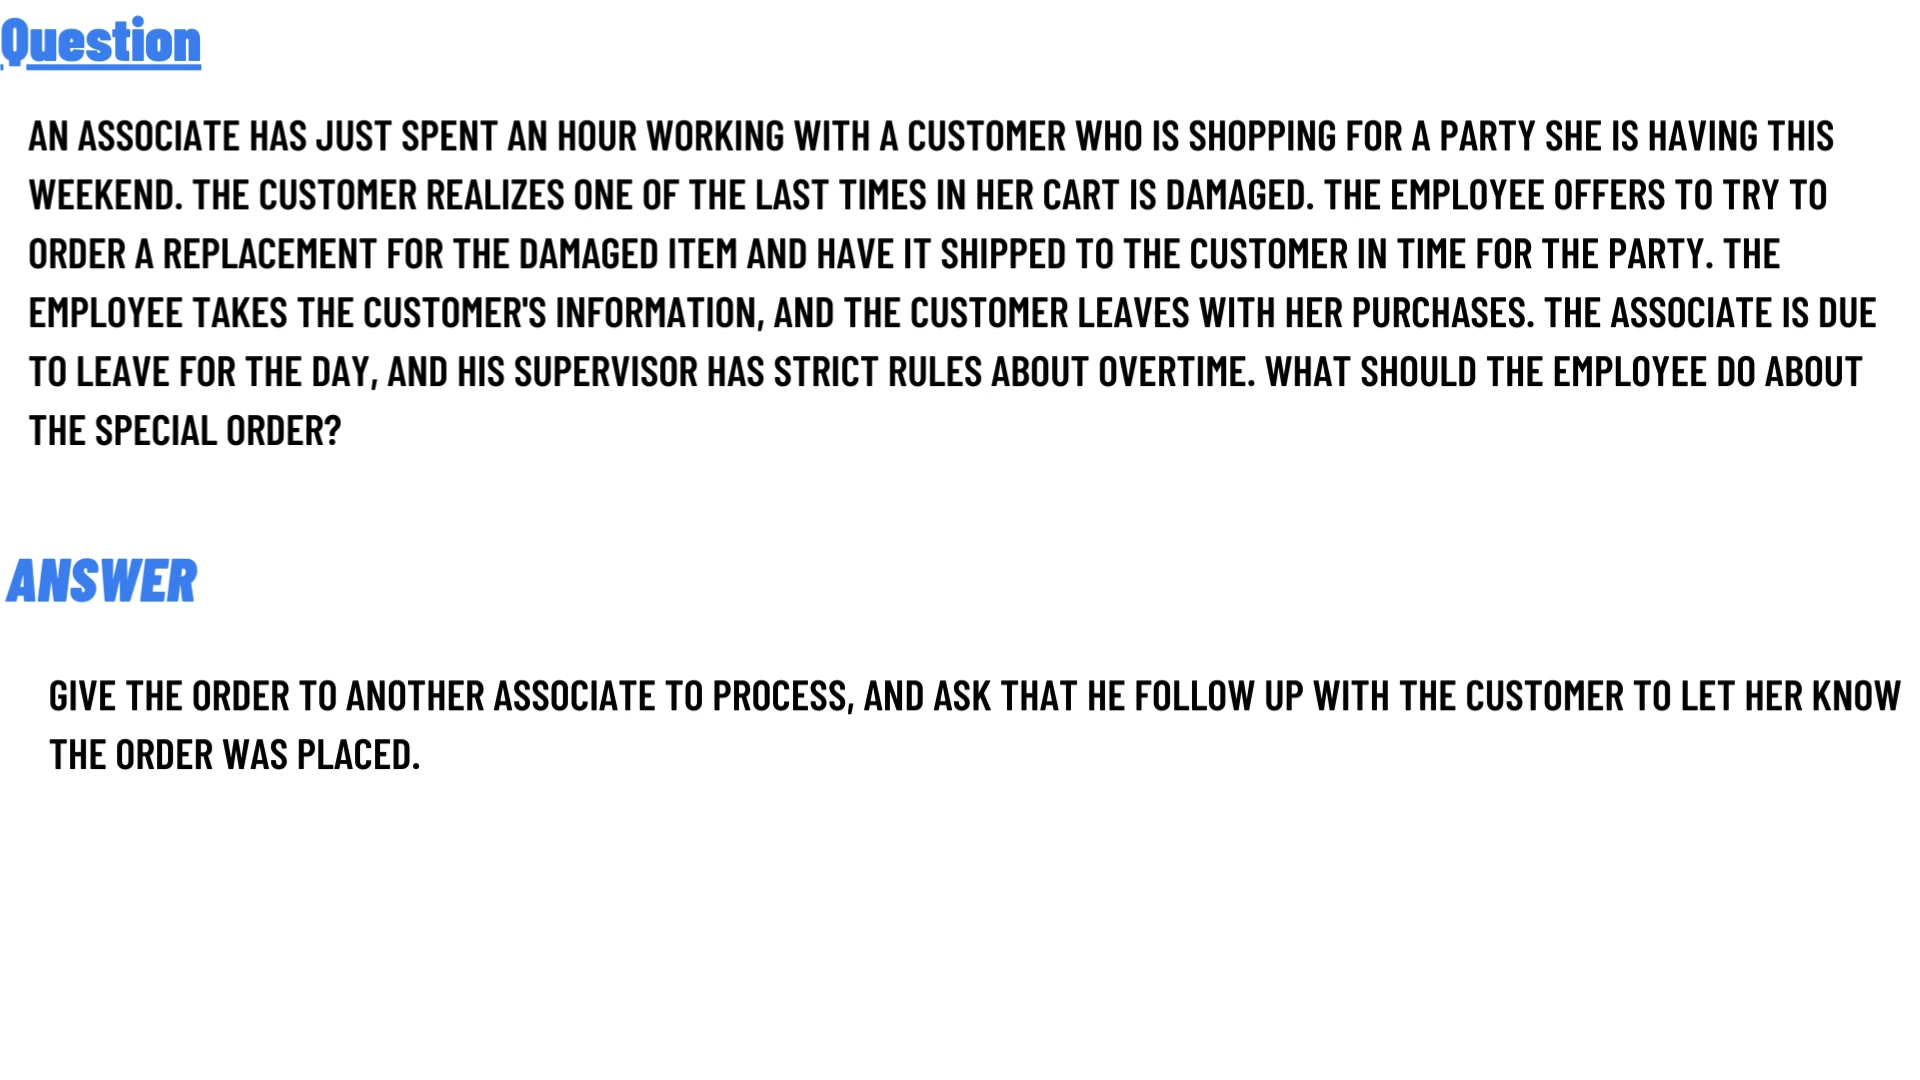 Question
AN ASSOCIATE HAS JUST SPENT AN HOUR WORKING WITH A CUSTOMER WHO IS SHOPPING FOR A PARTY SHE IS HAVING THIS
WEEKEND. THE CUSTOMER REALIZES ONE OF THE LAST TIMES IN HER CART IS DAMAGED. THE EMPLOYEE OFFERS TO TRY TO
ORDER A REPLACEMENT FOR THE DAMAGED ITEM AND HAVE IT SHIPPED TO THE CUSTOMER IN TIME FOR THE PARTY. THE
EMPLOYEE TAKES THE CUSTOMER'S INFORMATION, AND THE CUSTOMER LEAVES WITH HER PURCHASES. THE ASSOCIATE IS DUE
TO LEAVE FOR THE DAY, AND HIS SUPERVISOR HAS STRICT RULES ABOUT OVERTIME. WHAT SHOULD THE EMPLOYEE DO ABOUT
THE SPECIAL ORDER?
ANSWER
GIVE THE ORDER TO ANOTHER ASSOCIATE TO PROCESS, AND ASK THAT HE FOLLOW UP WITH THE CUSTOMER TO LET HER KNOW
THE ORDER WAS PLACED.